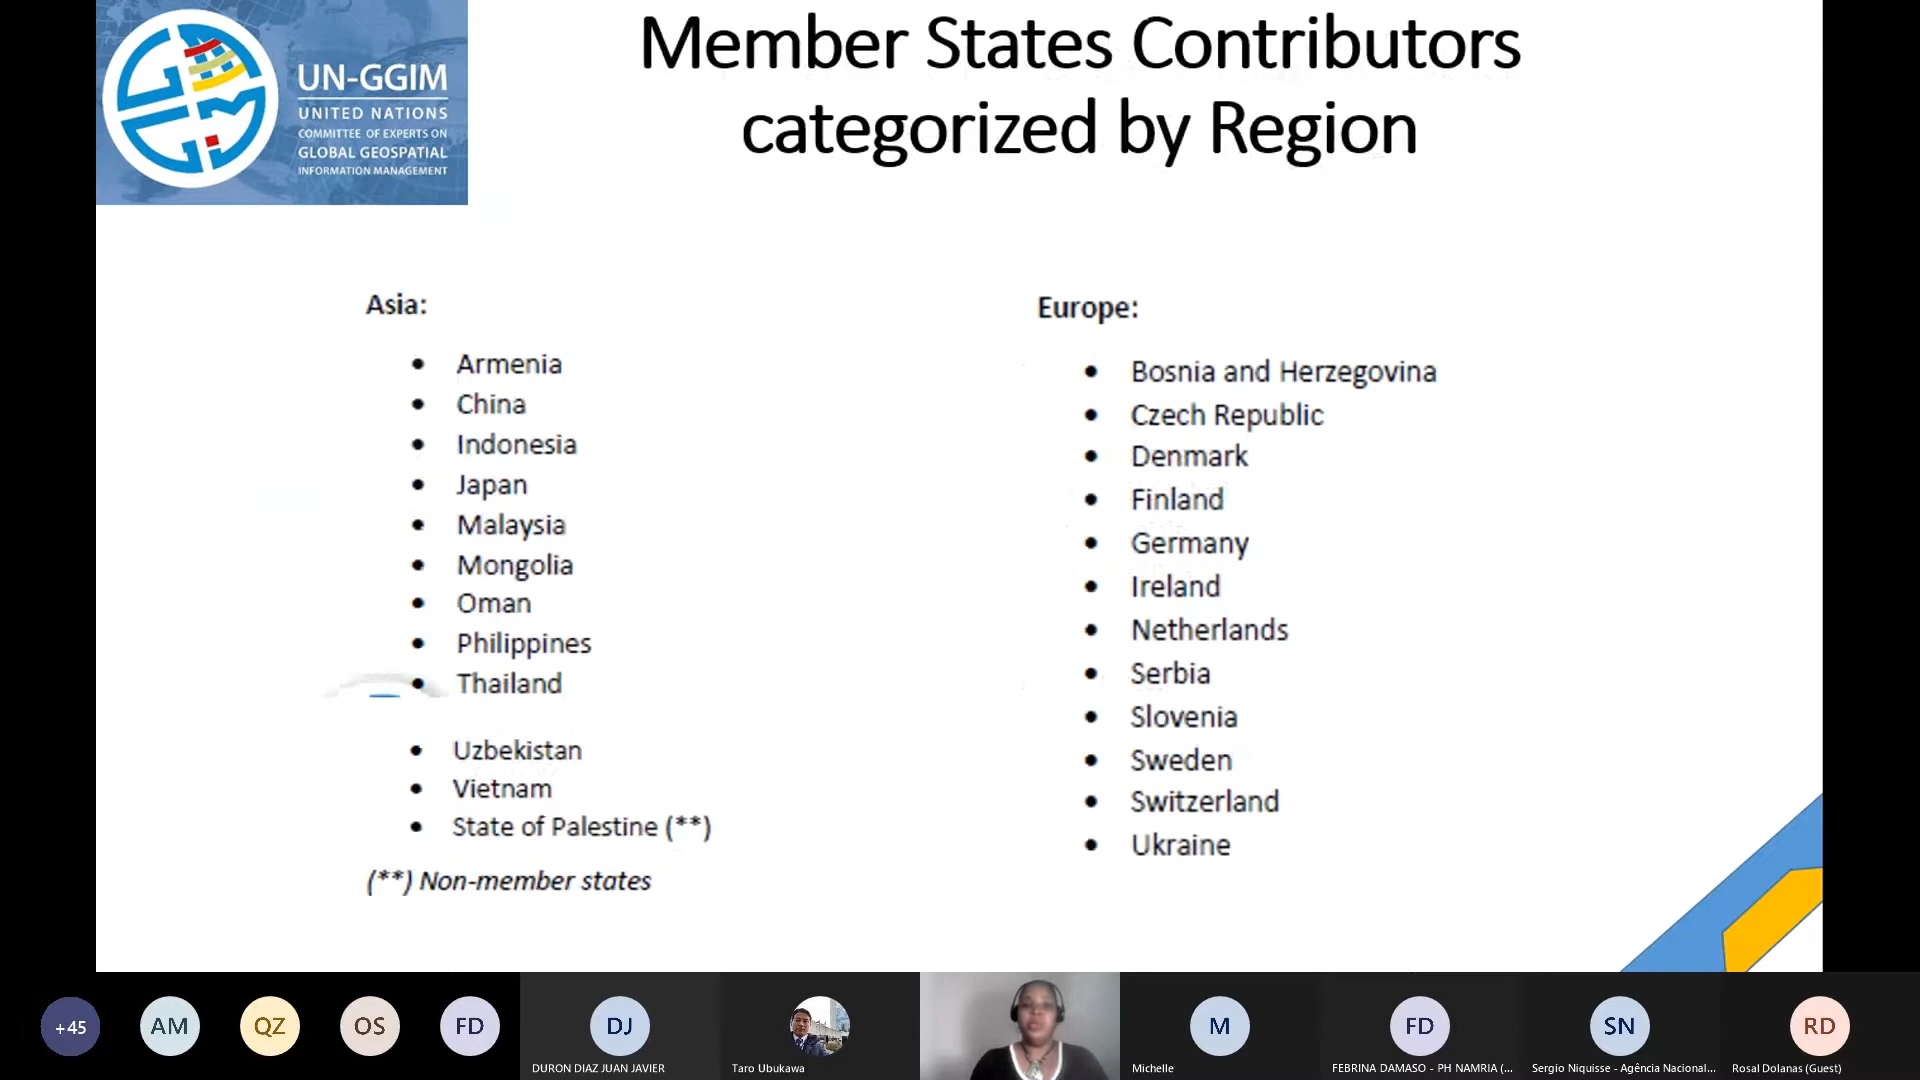 UN-GGIM
UNITED NATIONS
COMMITTEE OF EXPERTS ON
GLOBAL GEOSPATIAL
INFORMATION MANAGEMENT
Member States Contributors
categorized by Region
Asia:
• Armenia
• China
• Indonesia
• Japan
• Malaysia
• Mongolia
• Oman
• Philippines
• Thailand
• Uzbekistan
• Vietnam
• State of Palestine (**)
(**) Non-member states
Europe:
• Bosnia and Herzegovina
• Czech Republic
• Denmark
• Finland
• Germany
• Ireland
• Netherlands
• Serbia
• Slovenia
• Sweden
• Switzerland
• Ukraine
+45
AM
QZ
OS
FD
DJ
DURON DIAZ JUAN JAVIER
Taro Ubukawa
M
Michelle
FD
FEBRINA DAMASO - PH NAMRIA (...
SN
Sergio Niquisse - Agência Nacional...
RD
Rosal Dolanas (Guest)